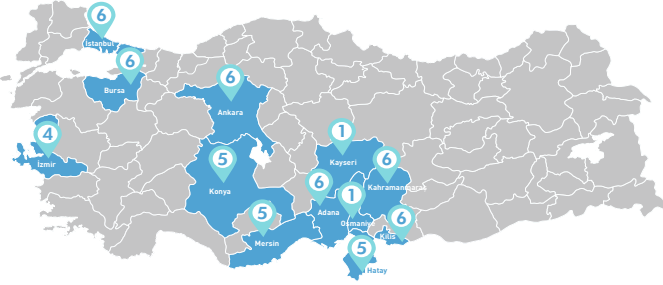 6
İstanbul
6
Bursa
6
Ankara
4
İzmir
5
Konya
1
Kayseri
6
Kahramanmaraş
6
Adana
1
Osmaniye
5
Mersin
6
Kilis
5
Hatay